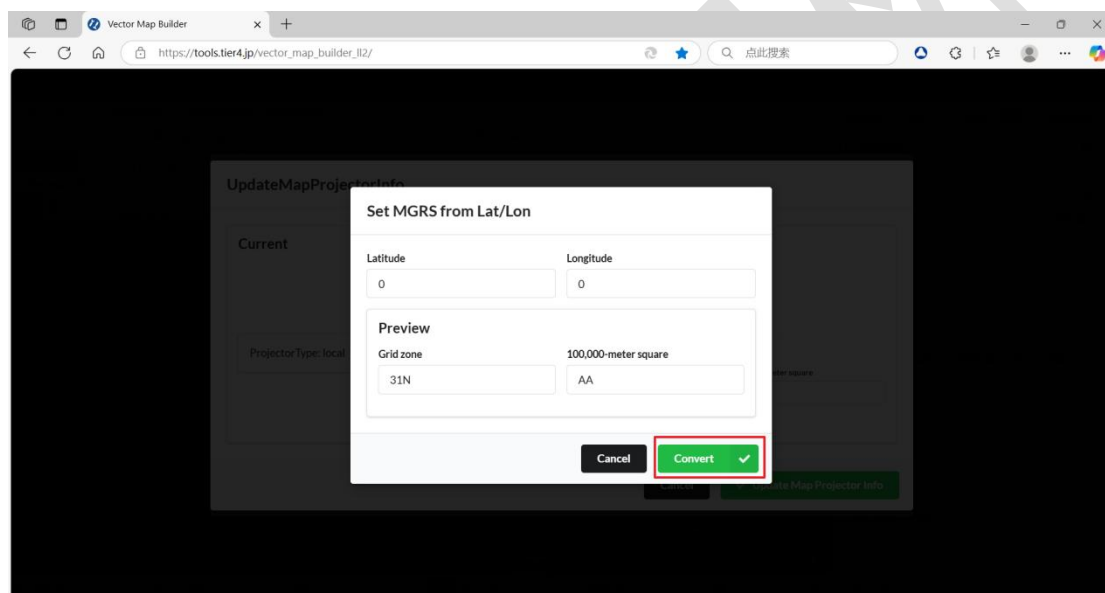 Vector Map Builder
https://tools.tier4.jp/vector_map_builder_ll2/
点此搜索
UpdateMapProjectorInfo
Set MGRS from Lat/Lon
Current
Latitude
Longitude
0
0
Preview
ProjectorType: local
Grid zone
100,000-meter square
31N
AA
Cancel
Convert
Cancel
Update Map Projector Info